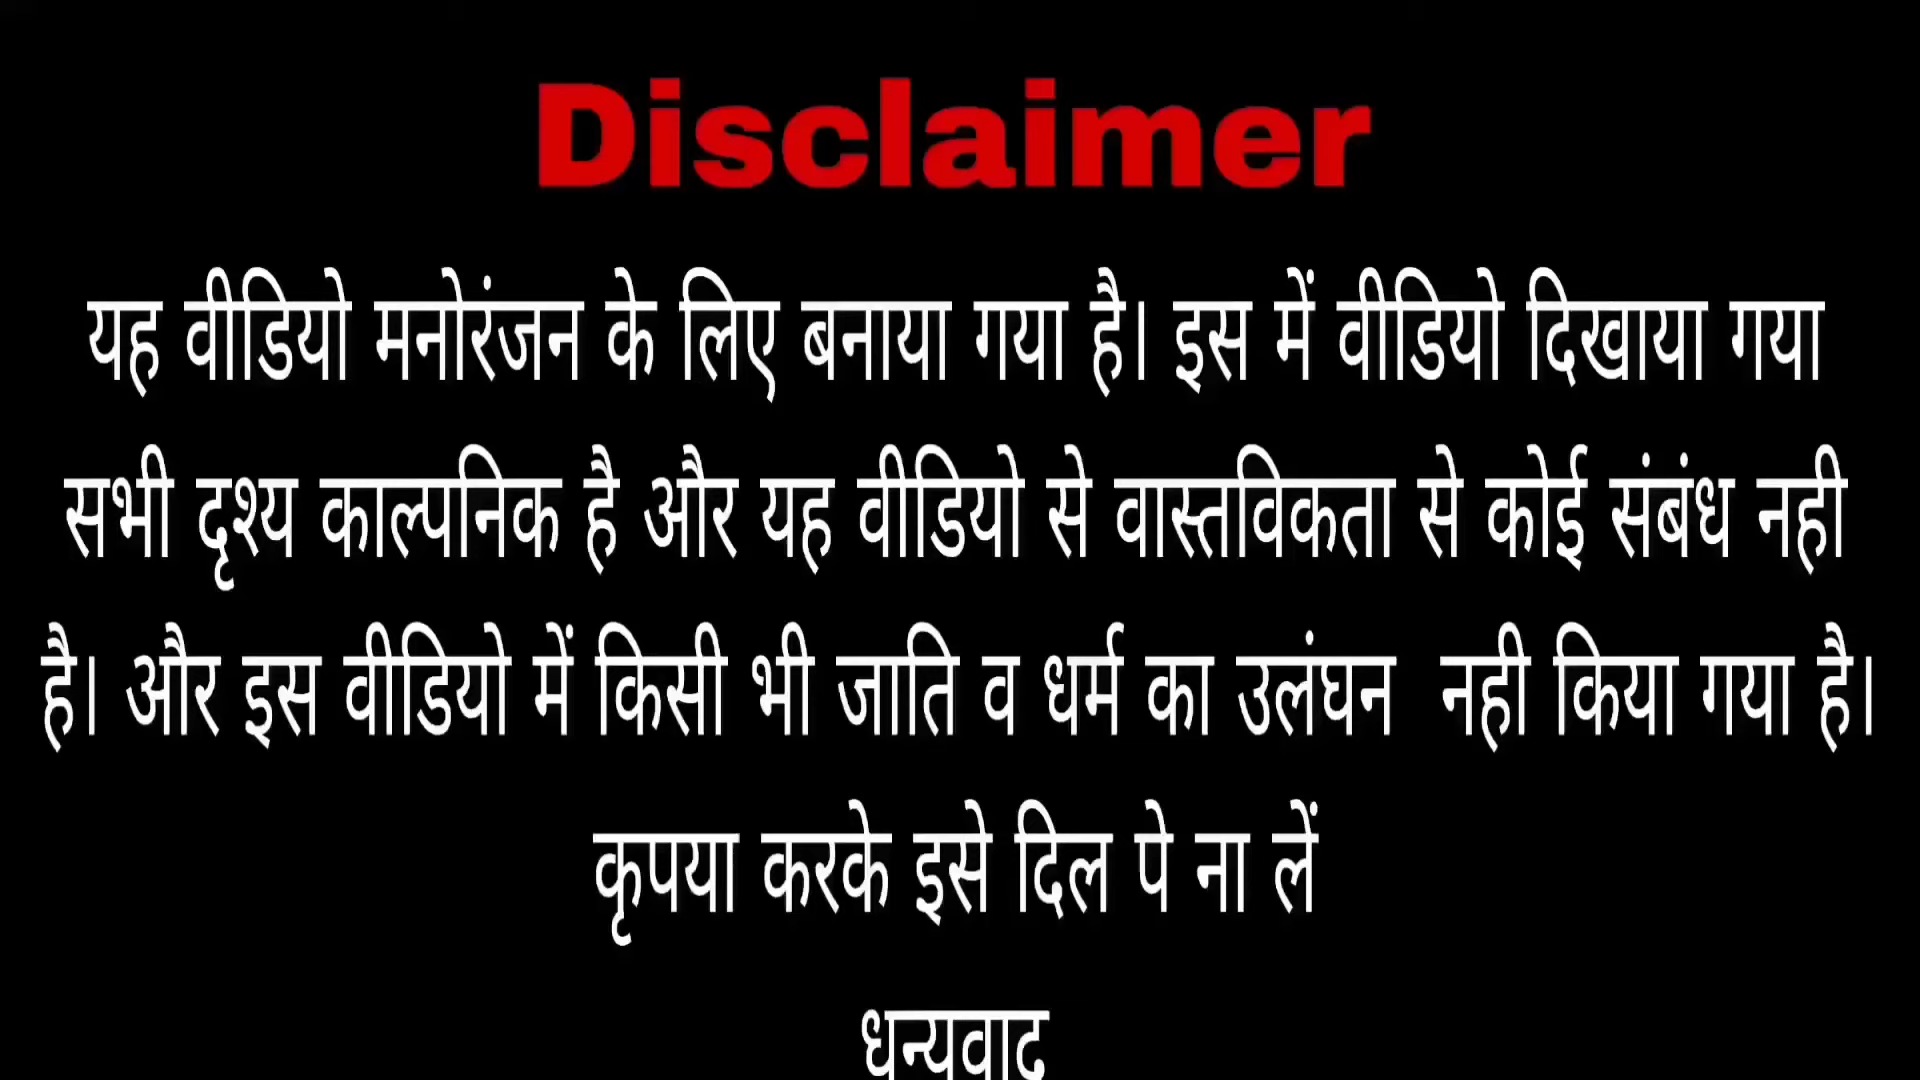 Disclaimer
यह वीडियो मनोरंजन के लिए बनाया गया है। इस में वीडियो दिखाया गया
सभी दृश्य काल्पनिक है और यह वीडियो से वास्तविकता से कोई संबंध नही
है। और इस वीडियो में किसी भी जाति व धर्म का उलंघन नही किया गया है।
कृपया करके इसे दिल पे ना लें
धन्यवाद